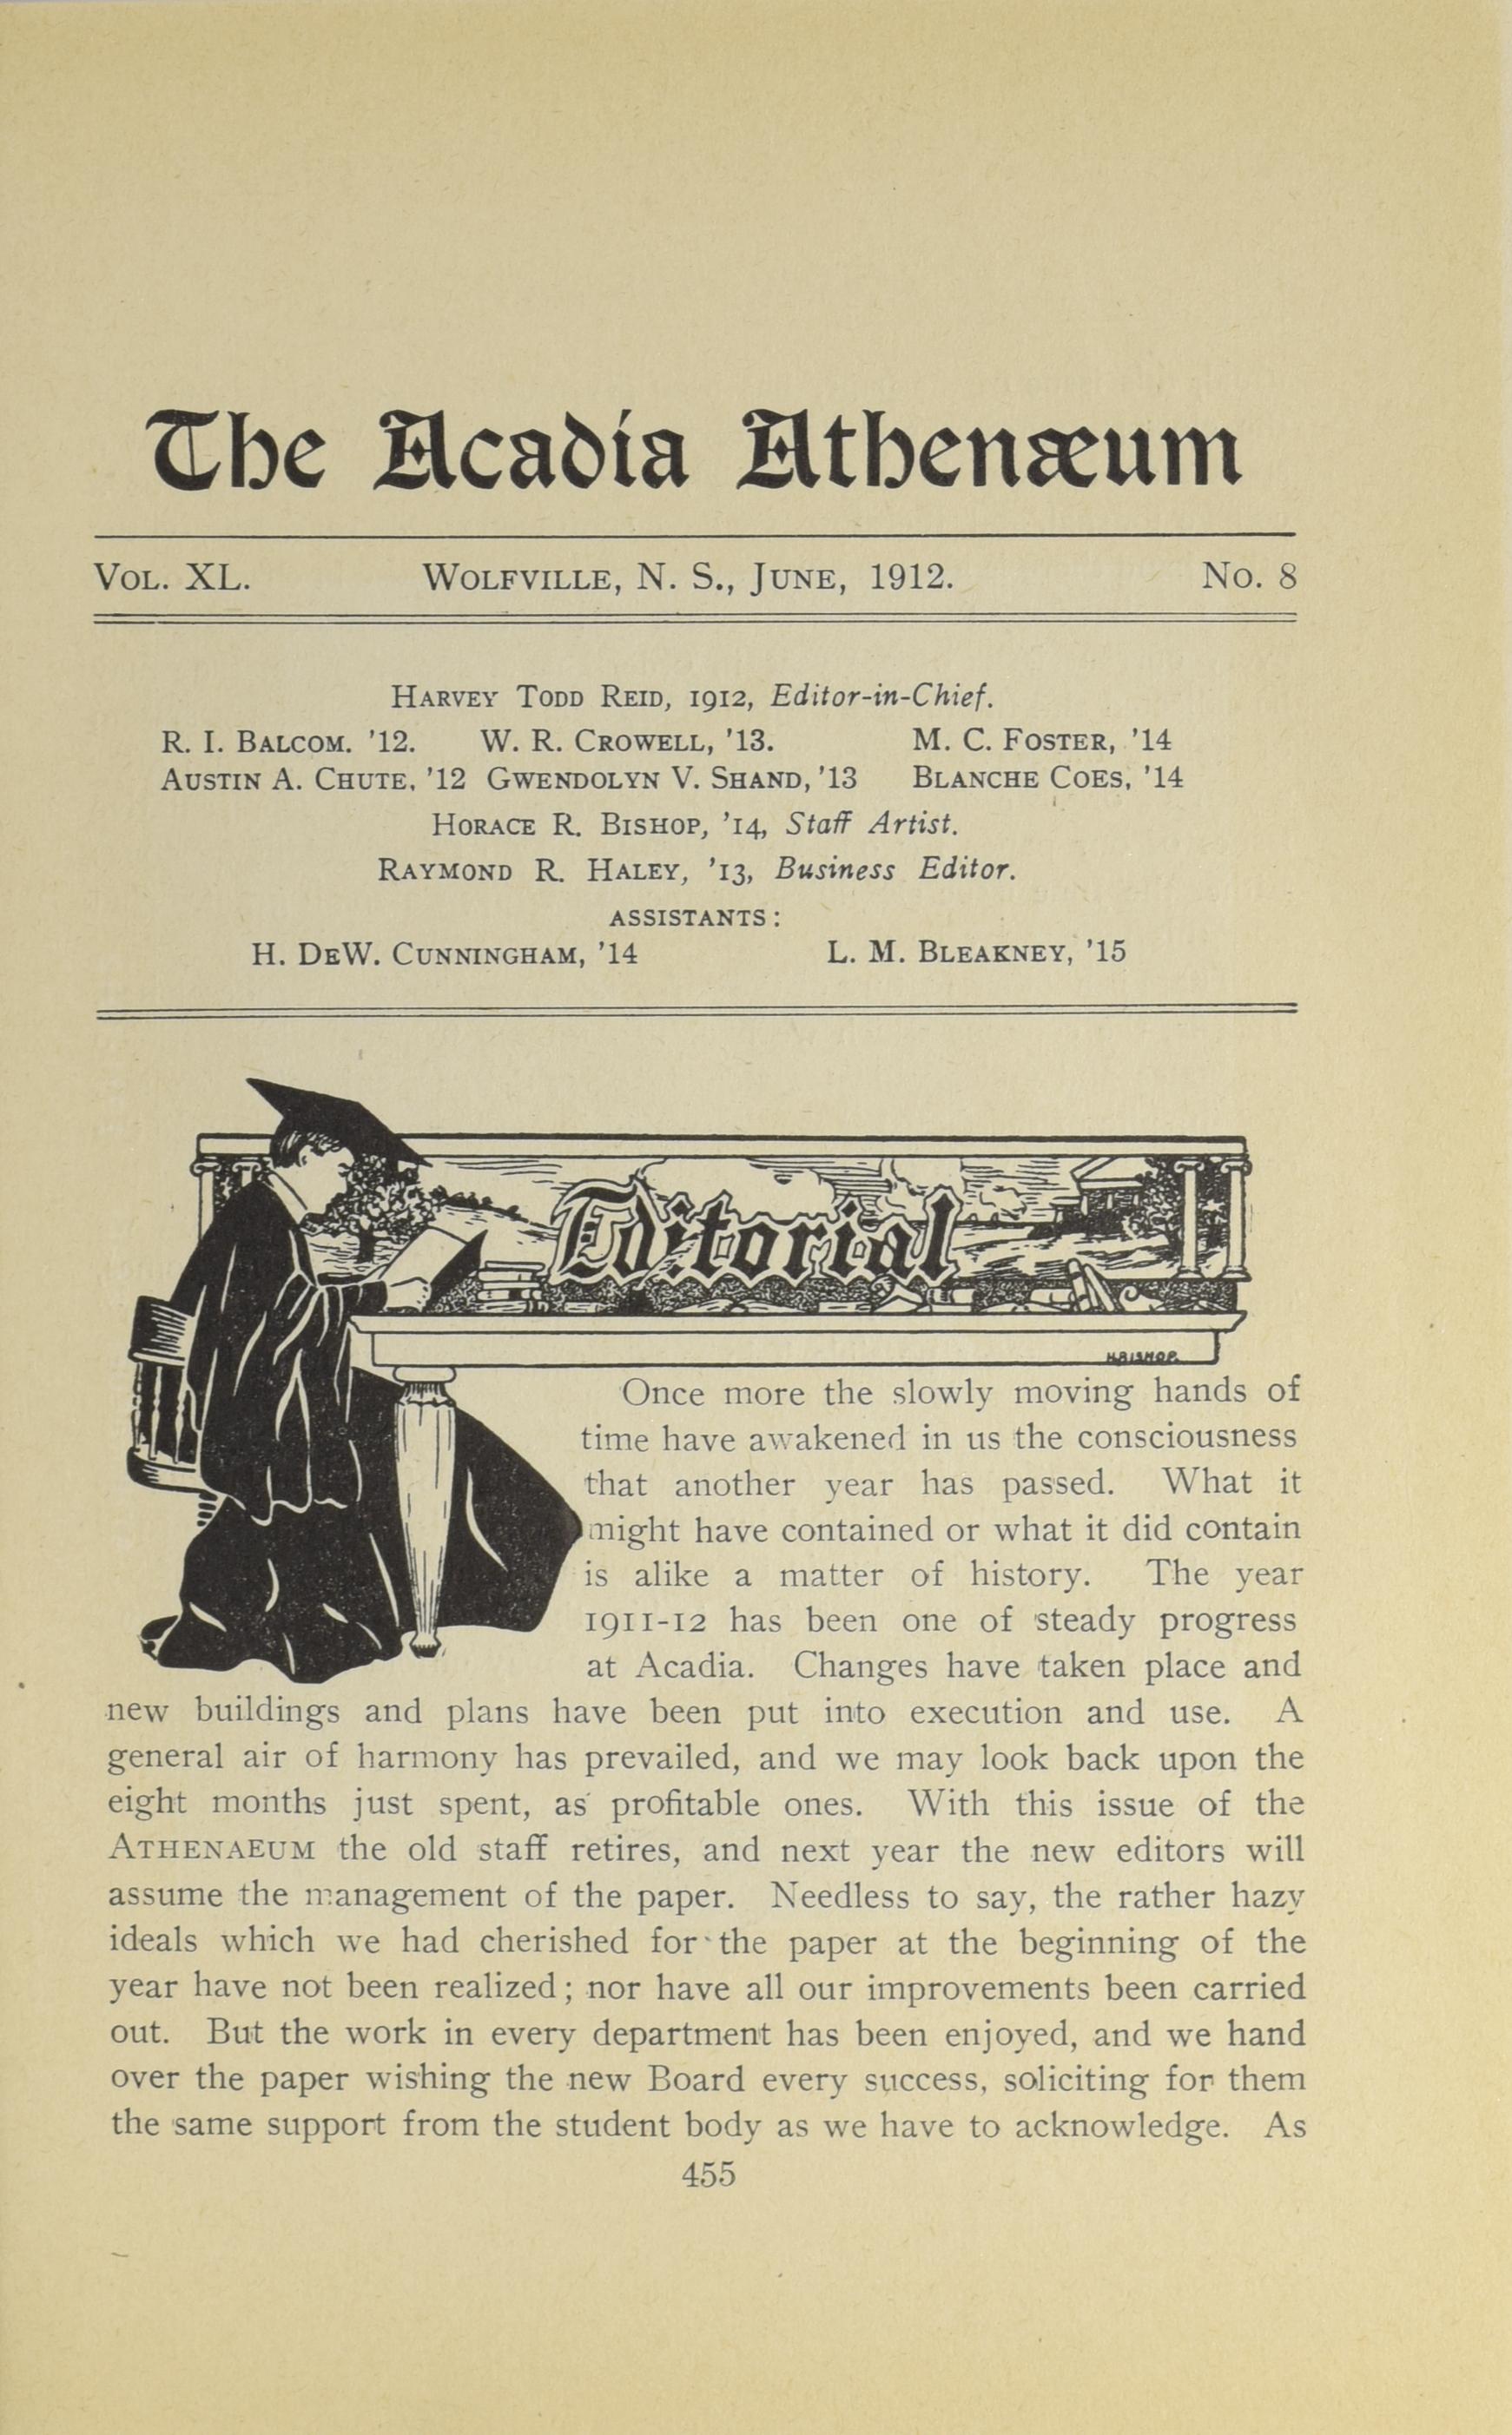 The Acadia Athenæum
VOL. XL. WOLFVILLE, N. S., JUNE, 1912. No. 8
HARVEY TODD REID, 1912, Editor-in-Chief.
R. I. BALCOM. '12. W. R. CROWELL, '13. M. C. FOSTER, '14
AUSTIN A. CHUTE, '12 GWENDOLYN V. SHAND, '13 BLANCHE COES, '14
HORACE R. BISHOP, '14, Staff Artist.
RAYMOND R. HALEY, '13, Business Editor.
ASSISTANTS:
H. DEW. CUNNINGHAM, '14 L. M. BLEAKNEY, '15
Editorial
H.BISHOP.
Once more the slowly moving hands of
time have awakened in us the consciousness
that another year has passed. What it
might have contained or what it did contain
is alike a matter of history. The year
1911-12 has been one of steady progress
at Acadia. Changes have taken place and
new buildings and plans have been put into execution and use. A
general air of harmony has prevailed, and we may look back upon the
eight months just spent, as profitable ones. With this issue of the
ATHENAEUM the old staff retires, and next year the new editors will
assume the management of the paper. Needless to say, the rather hazy
ideals which we had cherished for the paper at the beginning of the
year have not been realized; nor have all our improvements been carried
out. But the work in every department has been enjoyed, and we hand
over the paper wishing the new Board every success, soliciting for them
the same support from the student body as we have to acknowledge. As
455